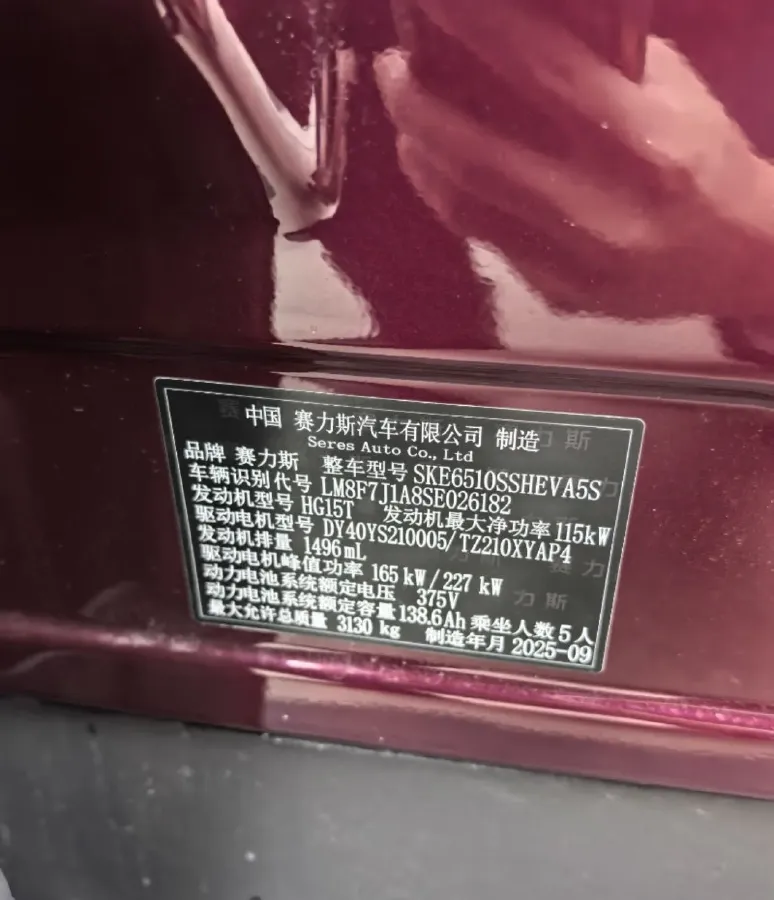 中国 赛力斯汽车有限公司 制造
Seres Auto Co., Ltd
品牌 赛力斯 整车型号 SKE6510SSHEVA5S
车辆识别代号 LM8F7J1A8SE026182
发动机型号 HG15T 发动机最大净功率 115kW
驱动电机型号 DY40YS210005/TZ210XYAP4
发动机排量 1496mL
驱动电机峰值功率 165kW/227kW
动力电池系统额定电压 375V
动力电池系统额定容量 138.6Ah 乘坐人数 5人
最大允许总质量 3130 kg 制造年月 2025-09